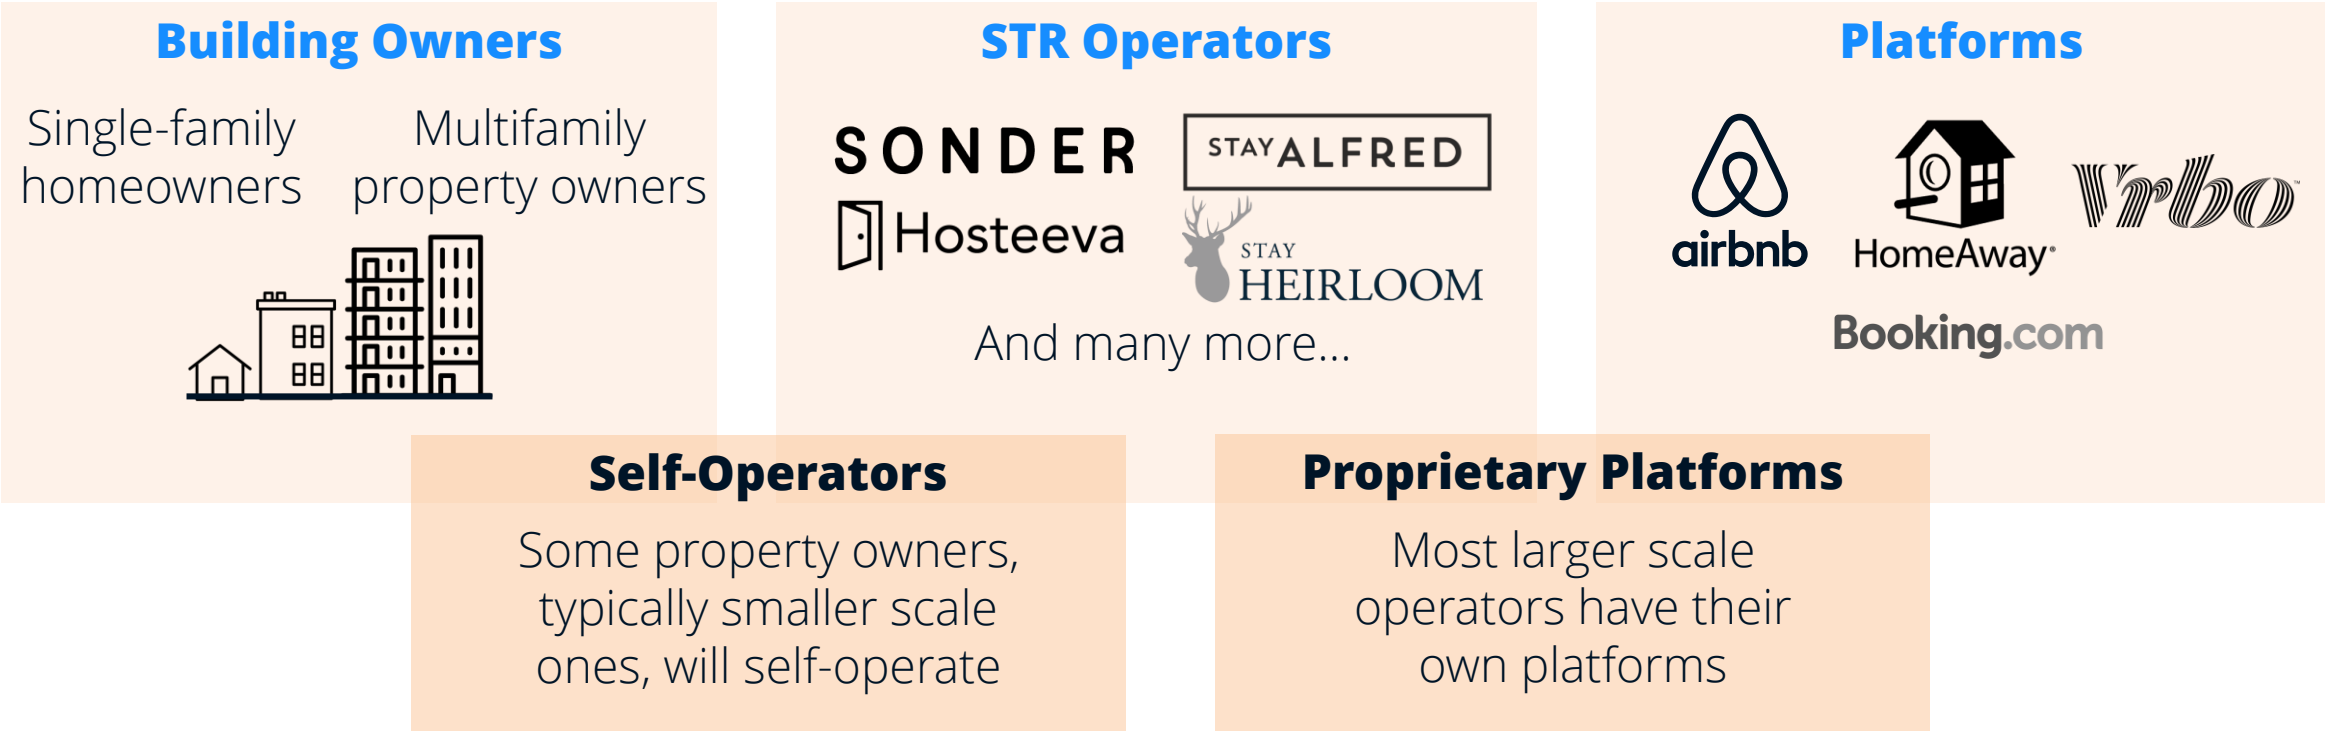 Building Owners
Single-family
homeowners
Multifamily
property owners
STR Operators
SONDER
STAY ALFRED
Hosteeva
STAY
HEIRLOOM
And many more...
Platforms
airbnb
HomeAway®
Vrbo™
Booking.com
Self-Operators
Some property owners,
typically smaller scale
ones, will self-operate
Proprietary Platforms
Most larger scale
operators have their
own platforms